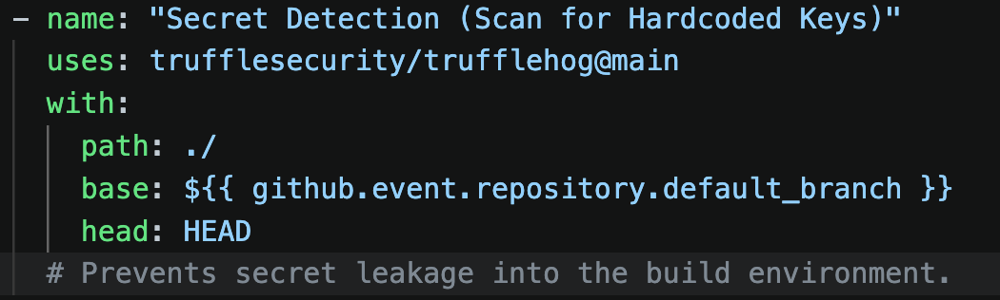 - name: "Secret Detection (Scan for Hardcoded Keys)"
uses: trufflesecurity/trufflehog@main
with:
path: ./
base: ${{ github.event.repository.default_branch }}
head: HEAD
# Prevents secret leakage into the build environment.